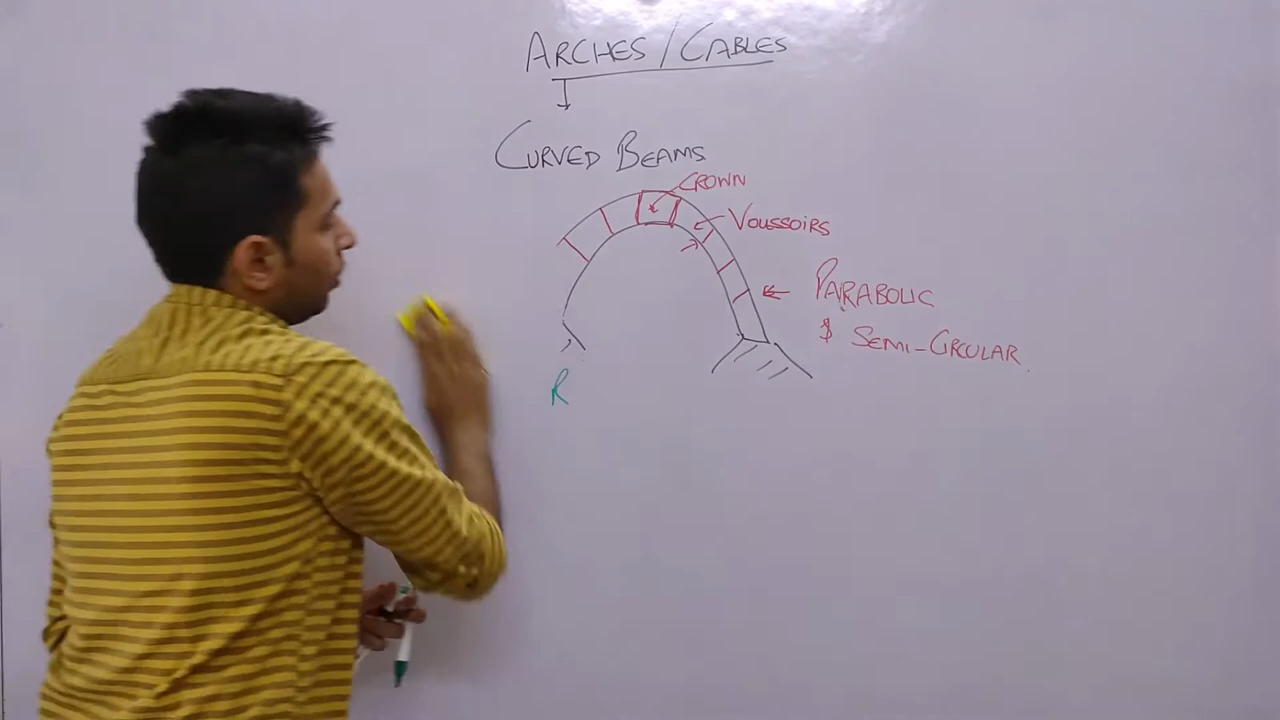 ARCHES / CABLES
CURVED BEAMS
CROWN
VOUSSOIRS
PARABOLIC
& SEMI-CIRCULAR
R